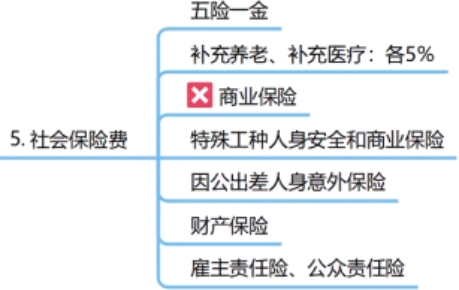 五险一金
补充养老、补充医疗：各5%
商业保险
5. 社会保险费
特殊工种人身安全和商业保险
因公出差人身意外保险
财产保险
雇主责任险、公众责任险